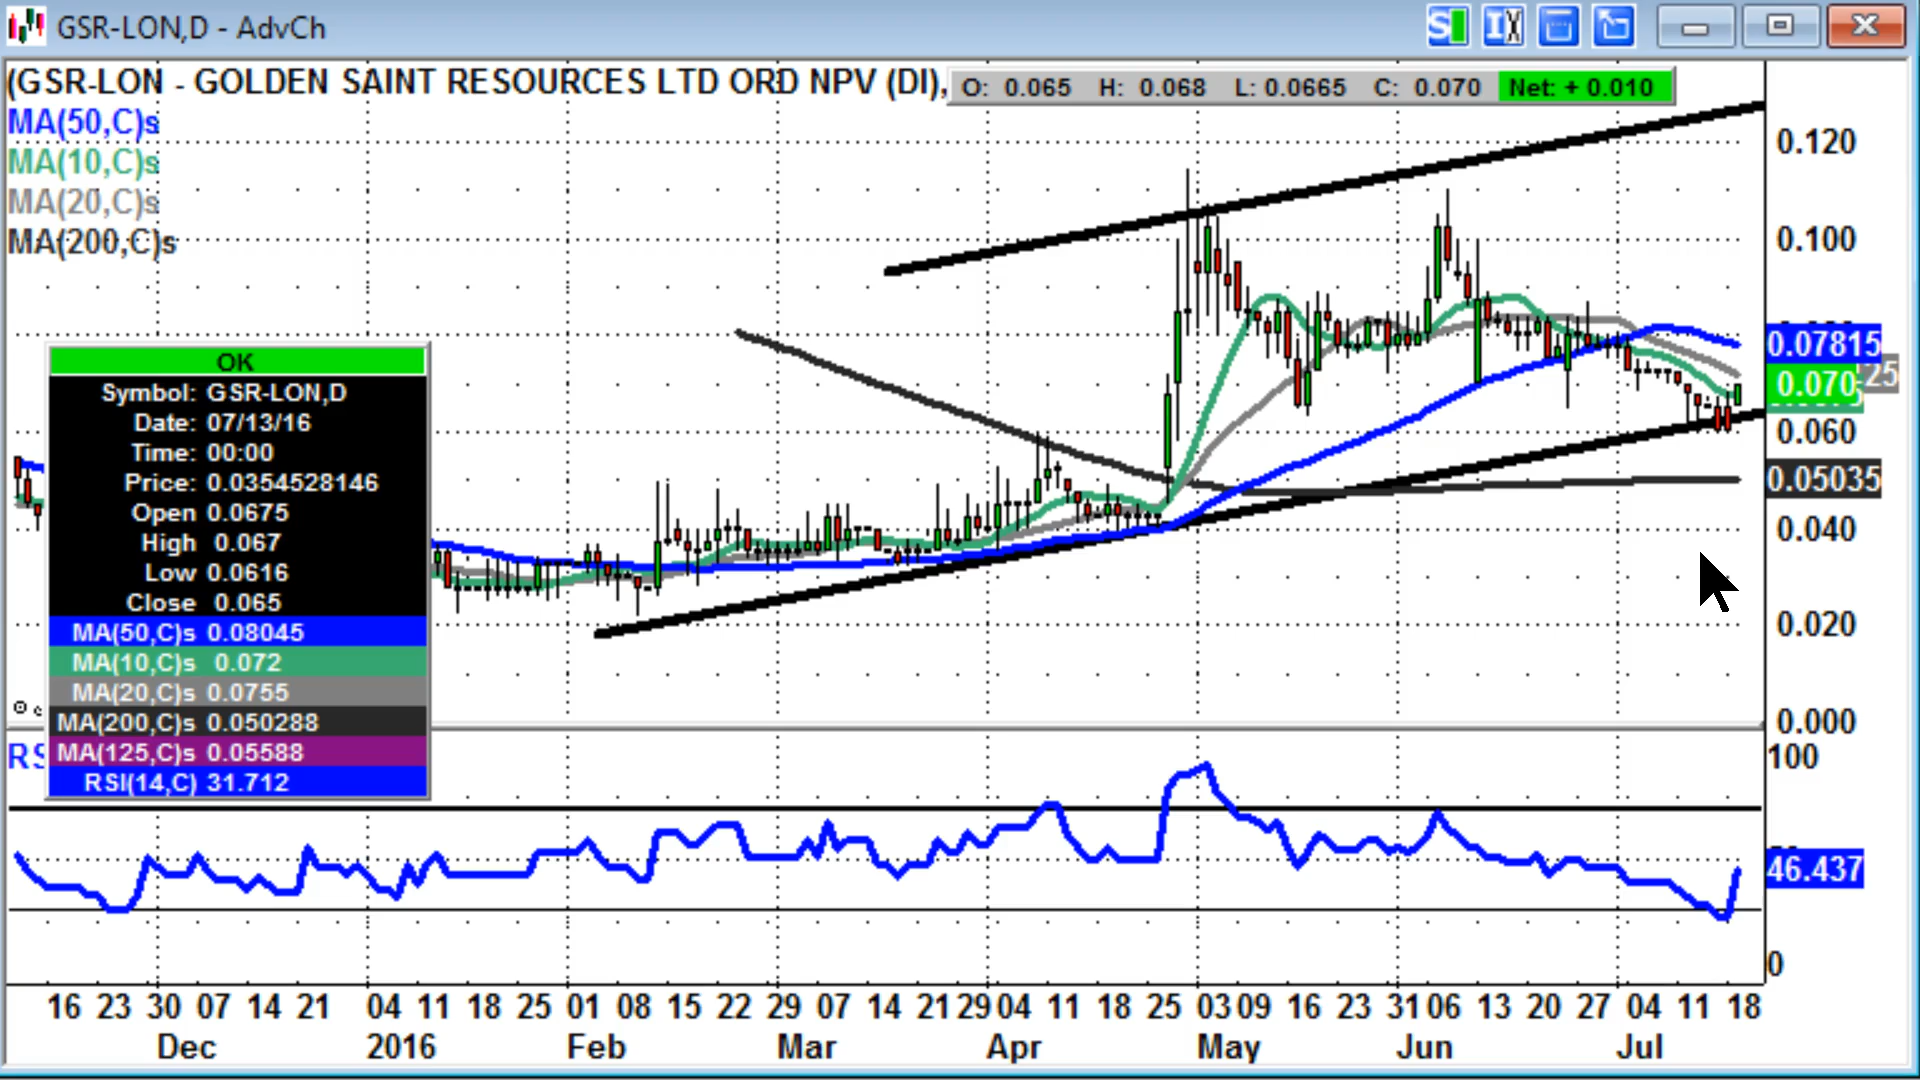 GSR-LON,D - AdvCh
(GSR-LON - GOLDEN SAINT RESOURCES LTD ORD NPV (DI),
O: 0.065 H: 0.068 L: 0.0665 C: 0.070 Net: + 0.010
MA(50,C)s
MA(10,C)s
MA(20,C)s
MA(200,C)s
0.120
0.100
0.07815
0.070
25
0.060
0.05035
0.040
0.020
0.000
OK
Symbol: GSR-LON,D
Date: 07/13/16
Time: 00:00
Price: 0.0354528146
Open 0.0675
High 0.067
Low 0.0616
Close 0.065
MA(50,C)s 0.08045
MA(10,C)s 0.072
MA(20,C)s 0.0755
MA(200,C)s 0.050288
MA(125,C)s 0.05588
RSI(14,C) 31.712
RS
100
46.437
0
16 23 30 07 14 21 04 11 18 25 01 08 15 22 29 07 14 21 29 04 11 18 25 03 09 16 23 31 06 13 20 27 04 11 18
Dec 2016 Feb Mar Apr May Jun Jul